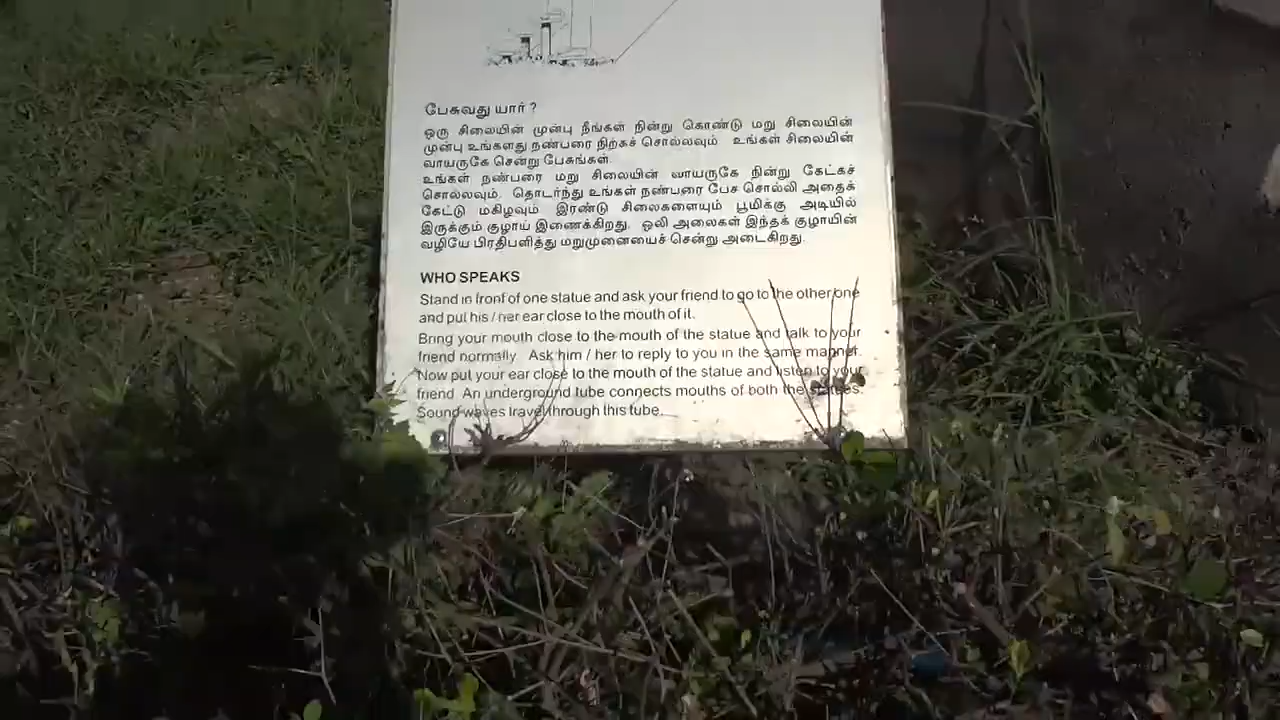 பேசுவது யார் ?
ஒரு சிலையின் முன்பு நீங்கள் நின்று கொண்டு மறு சிலையின்
முன்பு உங்களது நண்பரை நிற்கச் சொல்லவும் உங்கள் சிலையின்
வாயருகே சென்று பேசுங்கள்.
உங்கள் நண்பரை மறு சிலையின் வாயருகே நின்று கேட்கச்
சொல்லவும். தொடர்ந்து உங்கள் நண்பரை பேச சொல்லி அதைக்
கேட்டு மகிழவும் இரண்டு சிலைகளையும் பூமிக்கு அடியில்
இருக்கும் குழாய் இணைக்கிறது. ஒலி அலைகள் இந்தக் குழாயின்
வழியே பிரதிபளித்து மறுமுனையைச் சென்று அடைகிறது.
WHO SPEAKS
Stand in front of one statue and ask your friend to go to the other one
and put his / her ear close to the mouth of it.
Bring your mouth close to the mouth of the statue and talk to your
friend normally. Ask him / her to reply to you in the same manner.
Now put your ear close to the mouth of the statue and listen to your
friend. An underground tube connects mouths of both the statues.
Sound waves travel through this tube.